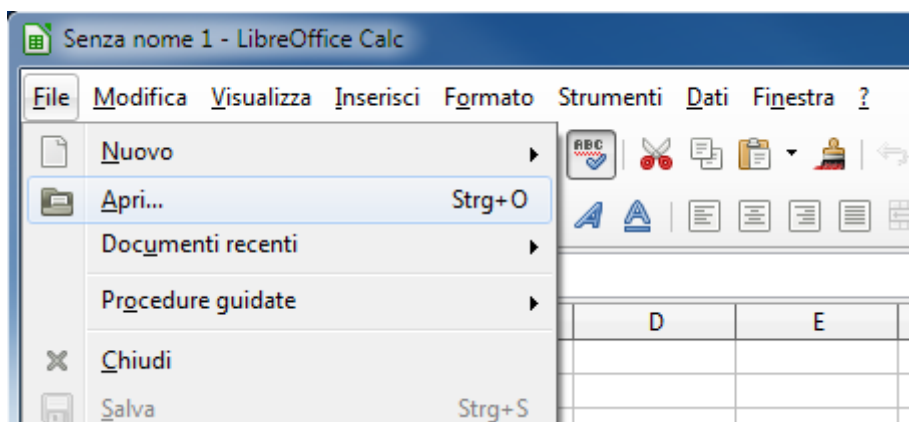 Senza nome 1 - LibreOffice Calc
File Modifica Visualizza Inserisci Formato Strumenti Dati Finestra ?
Nuovo
ABC
Apri... Strg+O
Documenti recenti
Procedure guidate
D E
Chiudi
Salva Strg+S